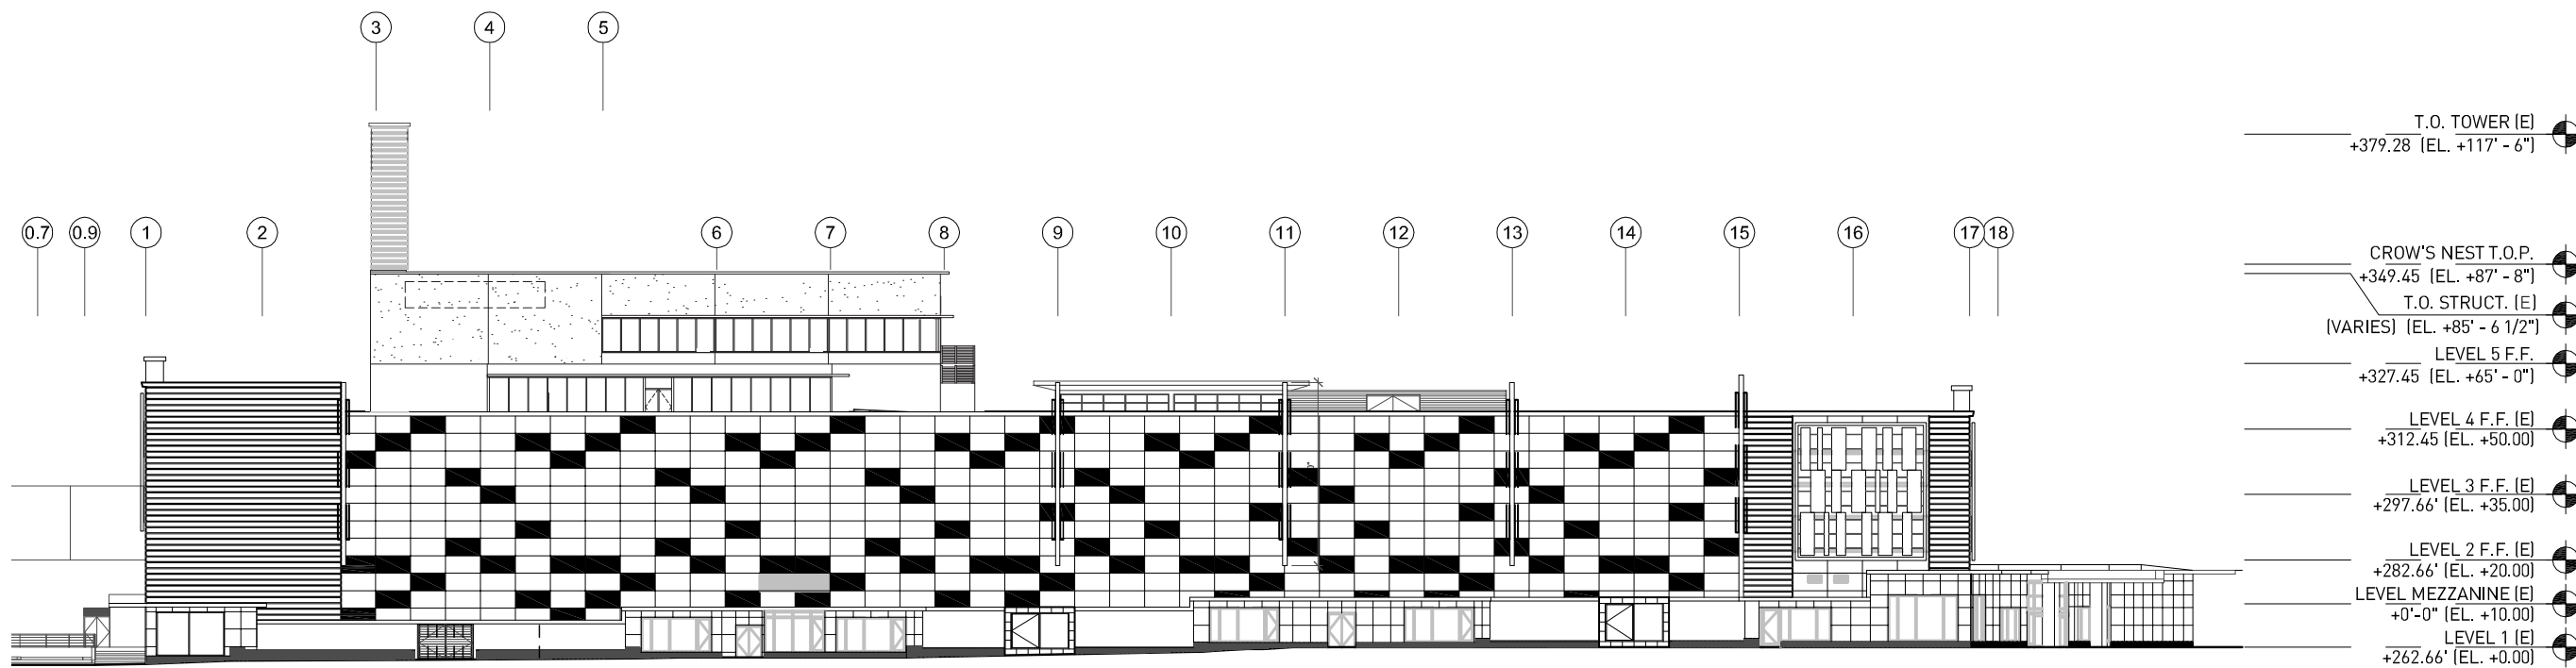 3 4 5
T.O. TOWER (E)
+379.28 (EL. +117' - 6")
0.7 0.9 1 2 6 7 8 9 10 11 12 13 14 15 16 17 18
CROW'S NEST T.O.P.
+349.45 (EL. +87' - 8")
T.O. STRUCT. (E)
(VARIES) (EL. +85' - 6 1/2")
LEVEL 5 F.F.
+327.45 (EL. +65' - 0")
LEVEL 4 F.F. (E)
+312.45 (EL. +50.00)
LEVEL 3 F.F. (E)
+297.66' (EL. +35.00)
LEVEL 2 F.F. (E)
+282.66' (EL. +20.00)
LEVEL MEZZANINE (E)
+0'-0" (EL. +10.00)
LEVEL 1 (E)
+262.66' (EL. +0.00)